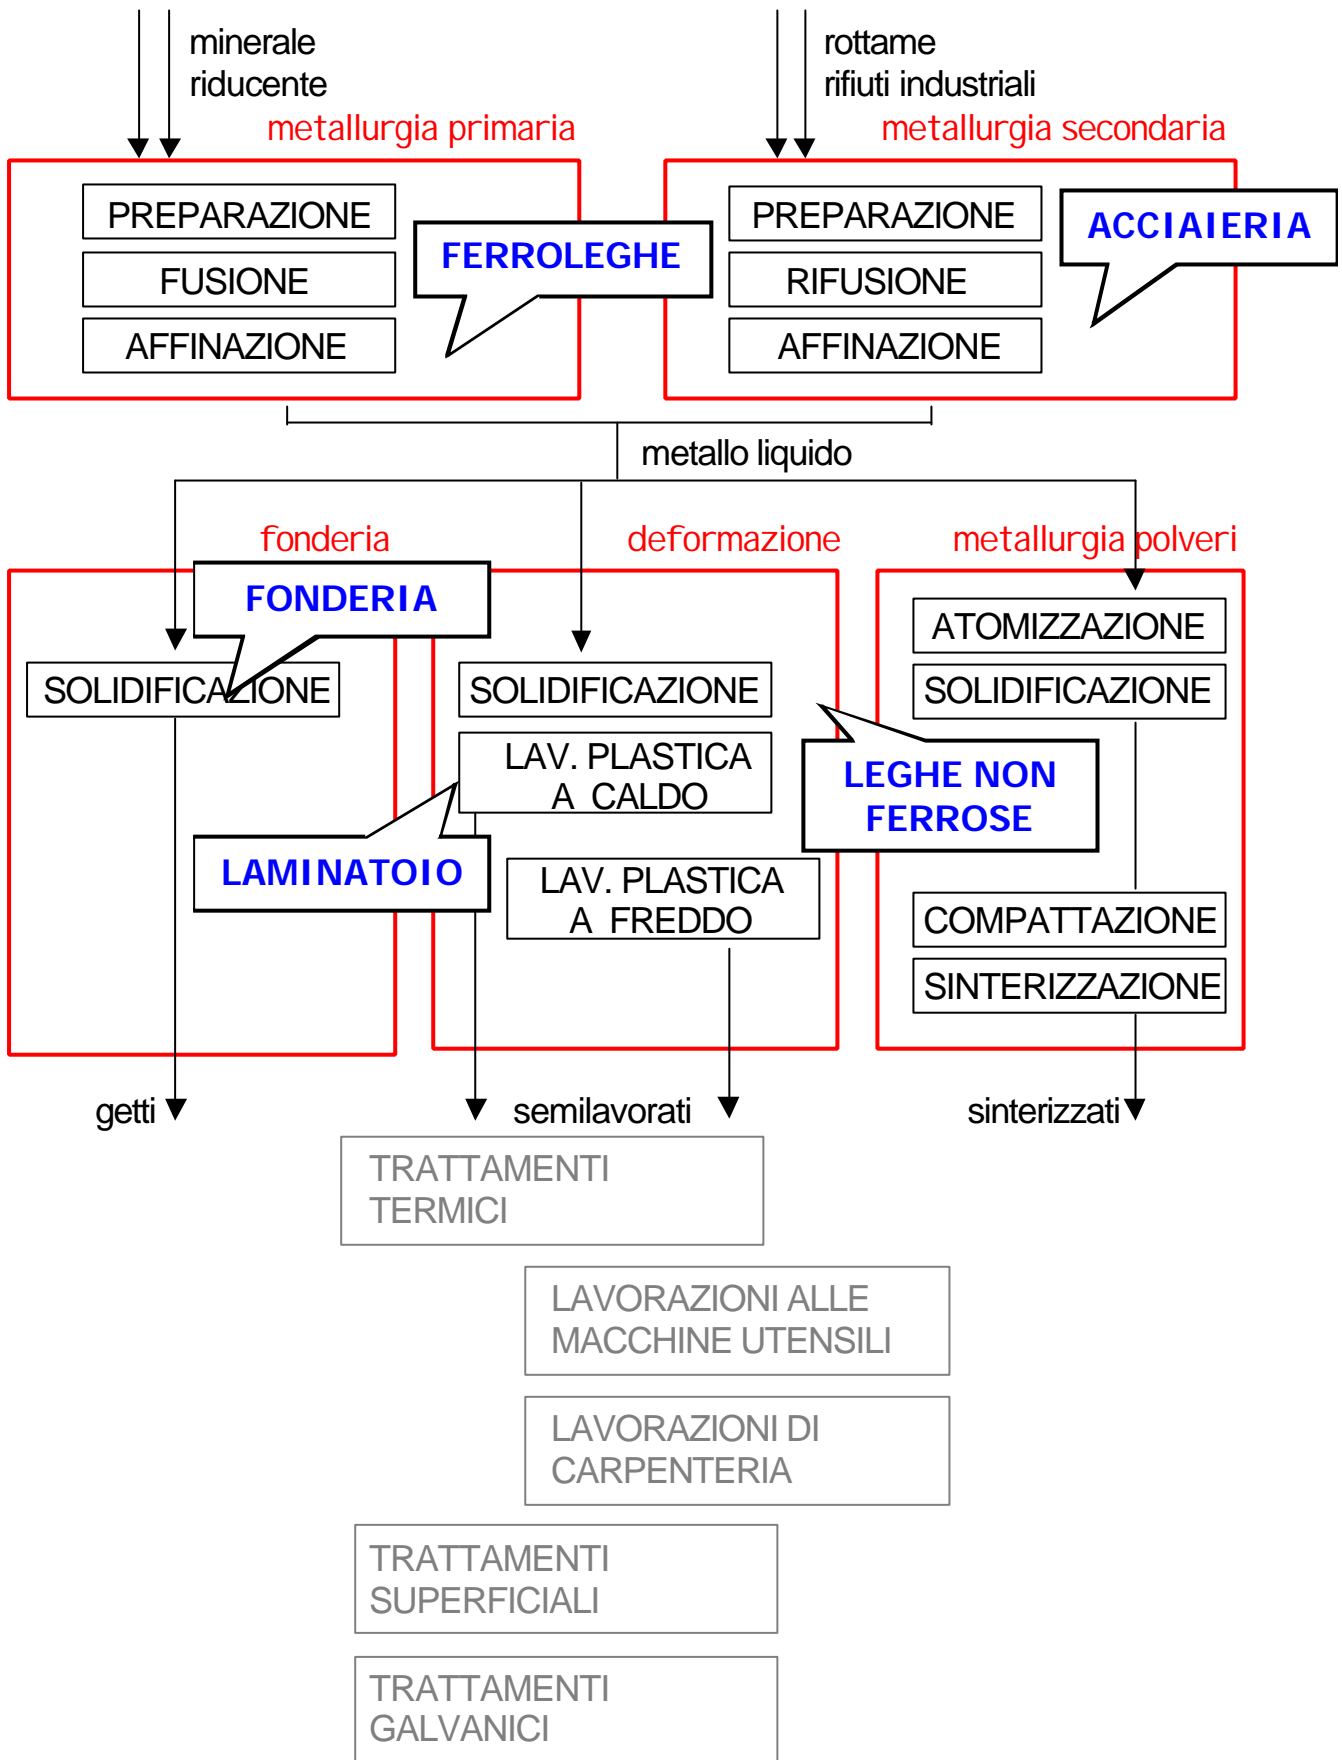 minerale
riducente
rottame
rifiuti industriali
metallurgia primaria
metallurgia secondaria
PREPARAZIONE
FUSIONE
AFFINAZIONE
FERROLEGHE
PREPARAZIONE
RIFUSIONE
AFFINAZIONE
ACCIAIERIA
metallo liquido
fonderia
deformazione
metallurgia polveri
FONDERIA
SOLIDIFICAZIONE
SOLIDIFICAZIONE
LAV. PLASTICA
A CALDO
LAMINATOIO
LAV. PLASTICA
A FREDDO
LEGHE NON
FERROSE
ATOMIZZAZIONE
SOLIDIFICAZIONE
COMPATTAZIONE
SINTERIZZAZIONE
getti
semilavorati
sinterizzati
TRATTAMENTI
TERMICI
LAVORAZIONI ALLE
MACCHINE UTENSILI
LAVORAZIONI DI
CARPENTERIA
TRATTAMENTI
SUPERFICIALI
TRATTAMENTI
GALVANICI